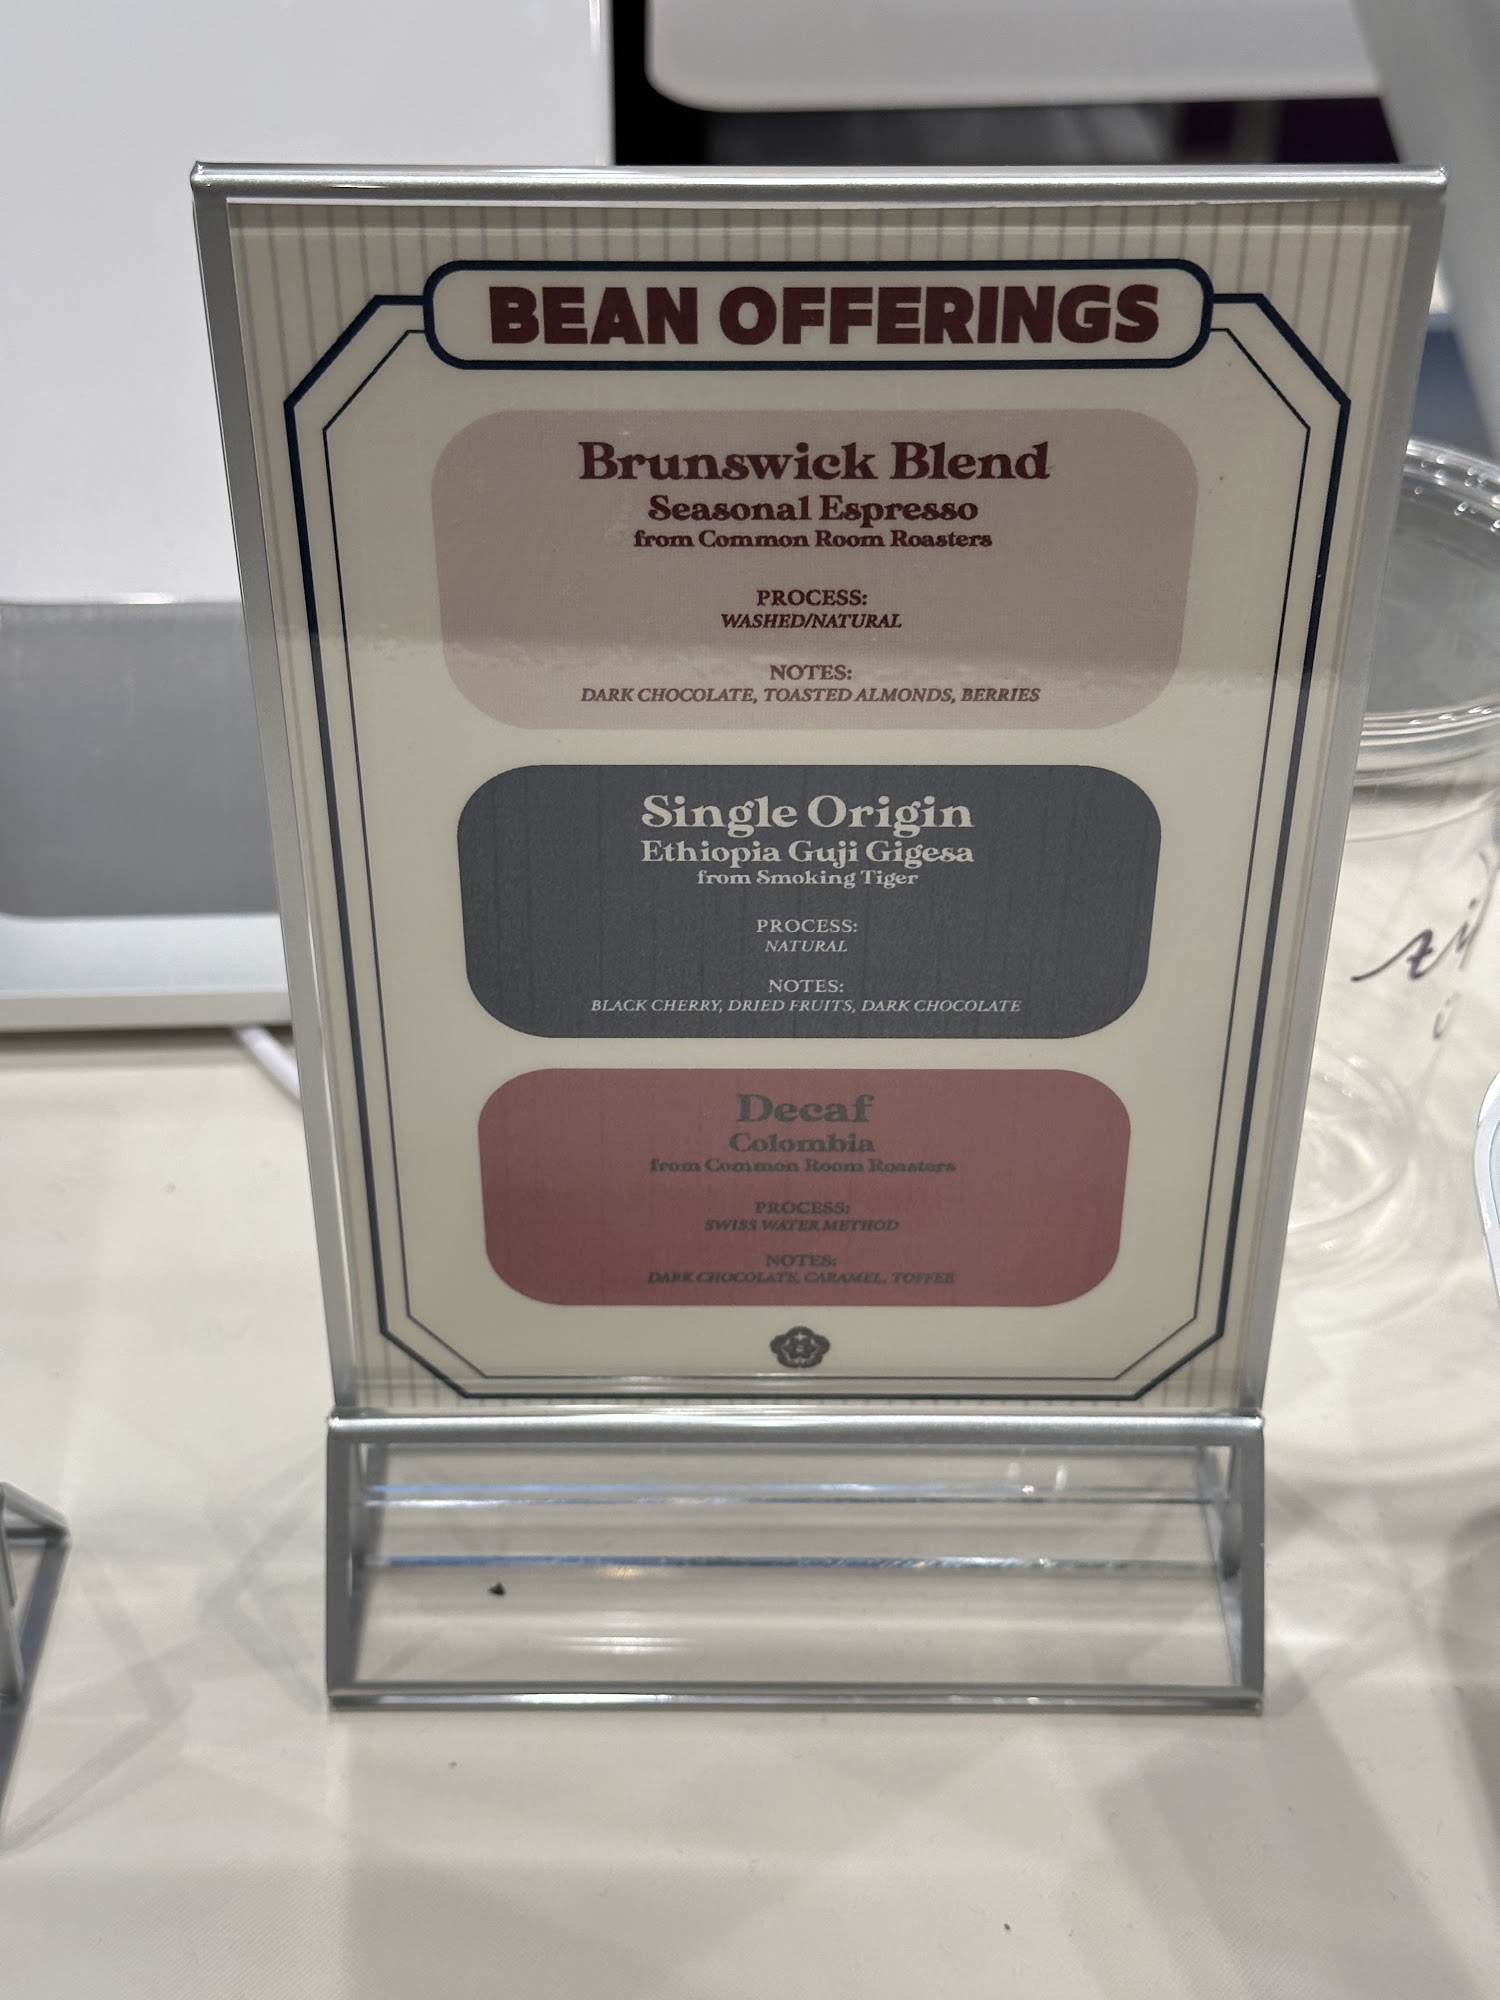 BEAN OFFERINGS
Brunswick Blend
Seasonal Espresso
from Common Room Roasters
PROCESS:
WASHED/NATURAL
NOTES:
DARK CHOCOLATE, TOASTED ALMONDS, BERRIES
Single Origin
Ethiopia Guji Gigesa
from Smoking Tiger
PROCESS:
NATURAL
NOTES:
BLACK CHERRY, DRIED FRUITS, DARK CHOCOLATE
Decaf
Colombia
from Common Room Roasters
PROCESS:
SWISS WATER METHOD
NOTES:
DARK CHOCOLATE, CARAMEL, TOFFEE